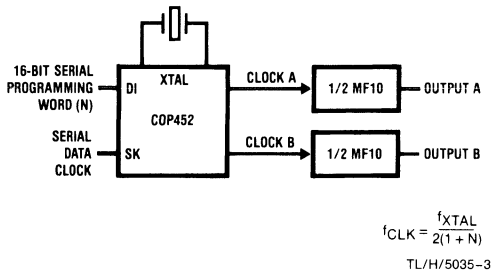 16-BIT SERIAL
PROGRAMMING
WORD (N)
DI
XTAL
COP452
SERIAL
DATA
CLOCK
SK
CLOCK A
1/2 MF10
OUTPUT A
CLOCK B
1/2 MF10
OUTPUT B
fCLK = fXTAL / 2(1 + N)
TL/H/5035-3